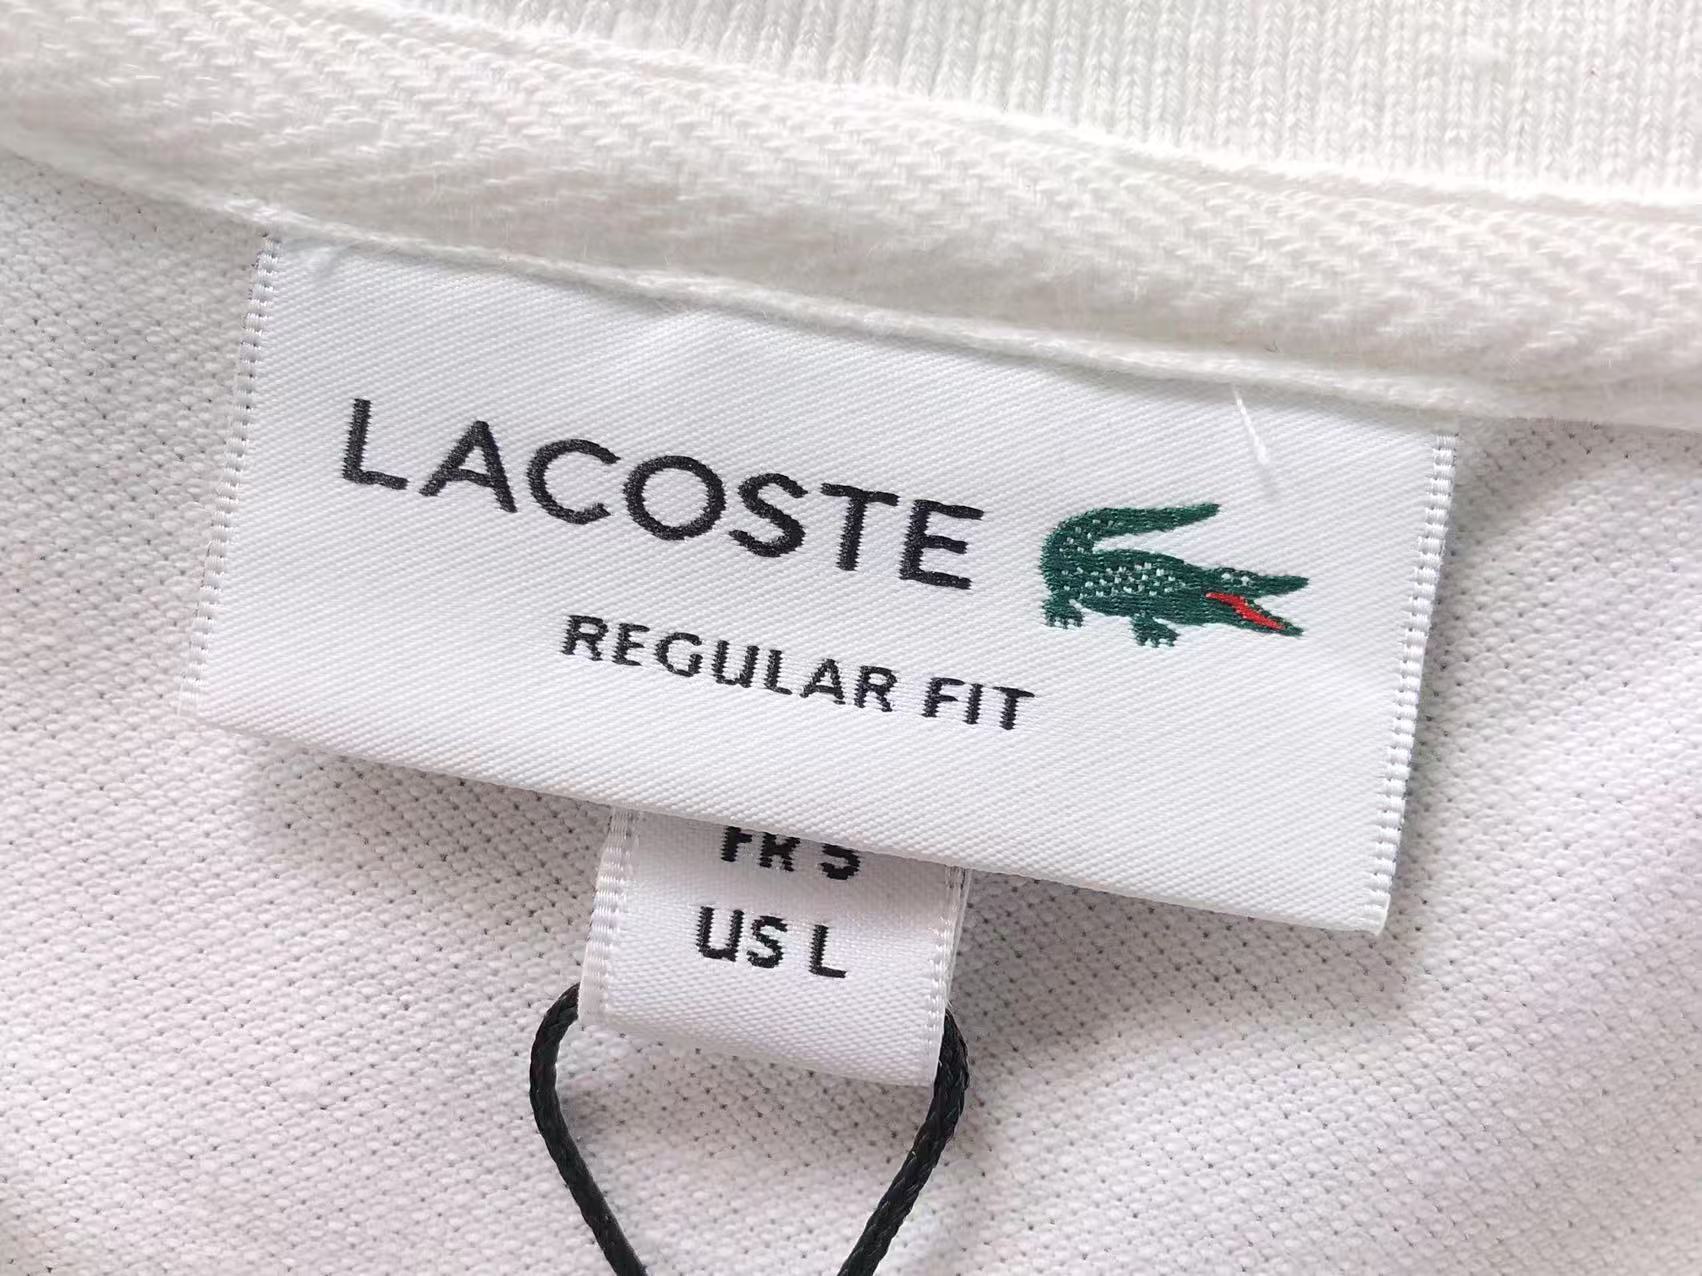 LACOSTE
REGULAR FIT
FR 5
US L